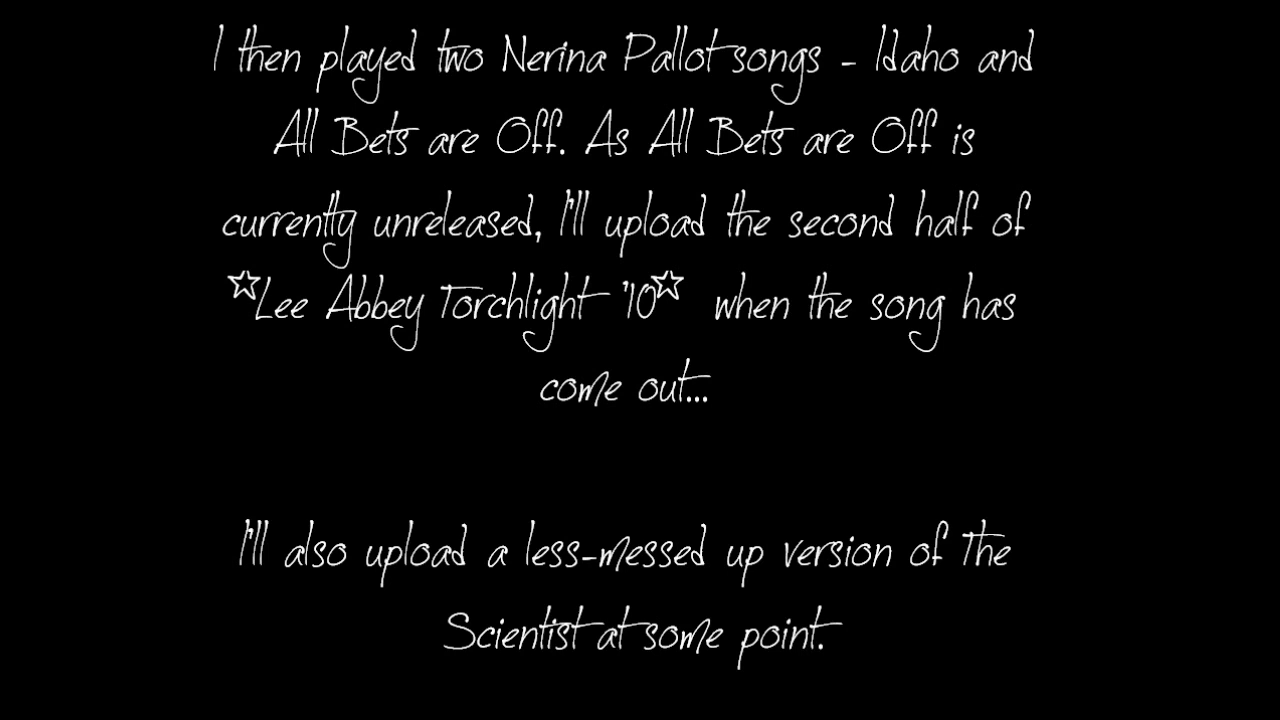 I then played two Nerina Pallot songs - Idaho and
All Bets are Off. As All Bets are Off is
currently unreleased, I'll upload the second half of
☆Lee Abbey Torchlight '10☆ when the song has
come out...
I'll also upload a less-messed up version of The
Scientist at some point.